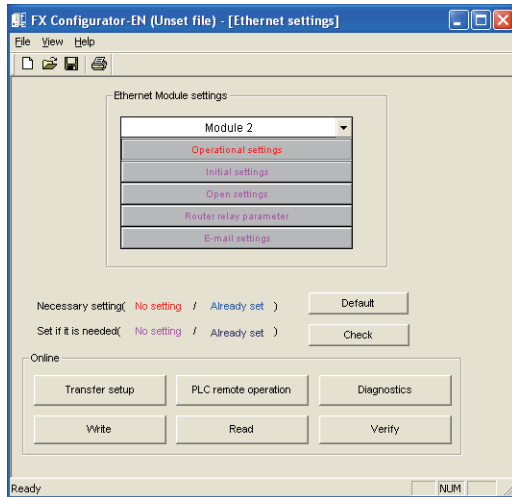 FX Configurator-EN (Unset file) - [Ethernet settings]
File View Help
Ethernet Module settings
Module 2
Operational settings
Initial settings
Open settings
Router relay parameter
E-mail settings
Necessary setting( No setting / Already set ) Default
Set if it is needed( No setting / Already set ) Check
Online
Transfer setup PLC remote operation Diagnostics
Write Read Verify
Ready NUM